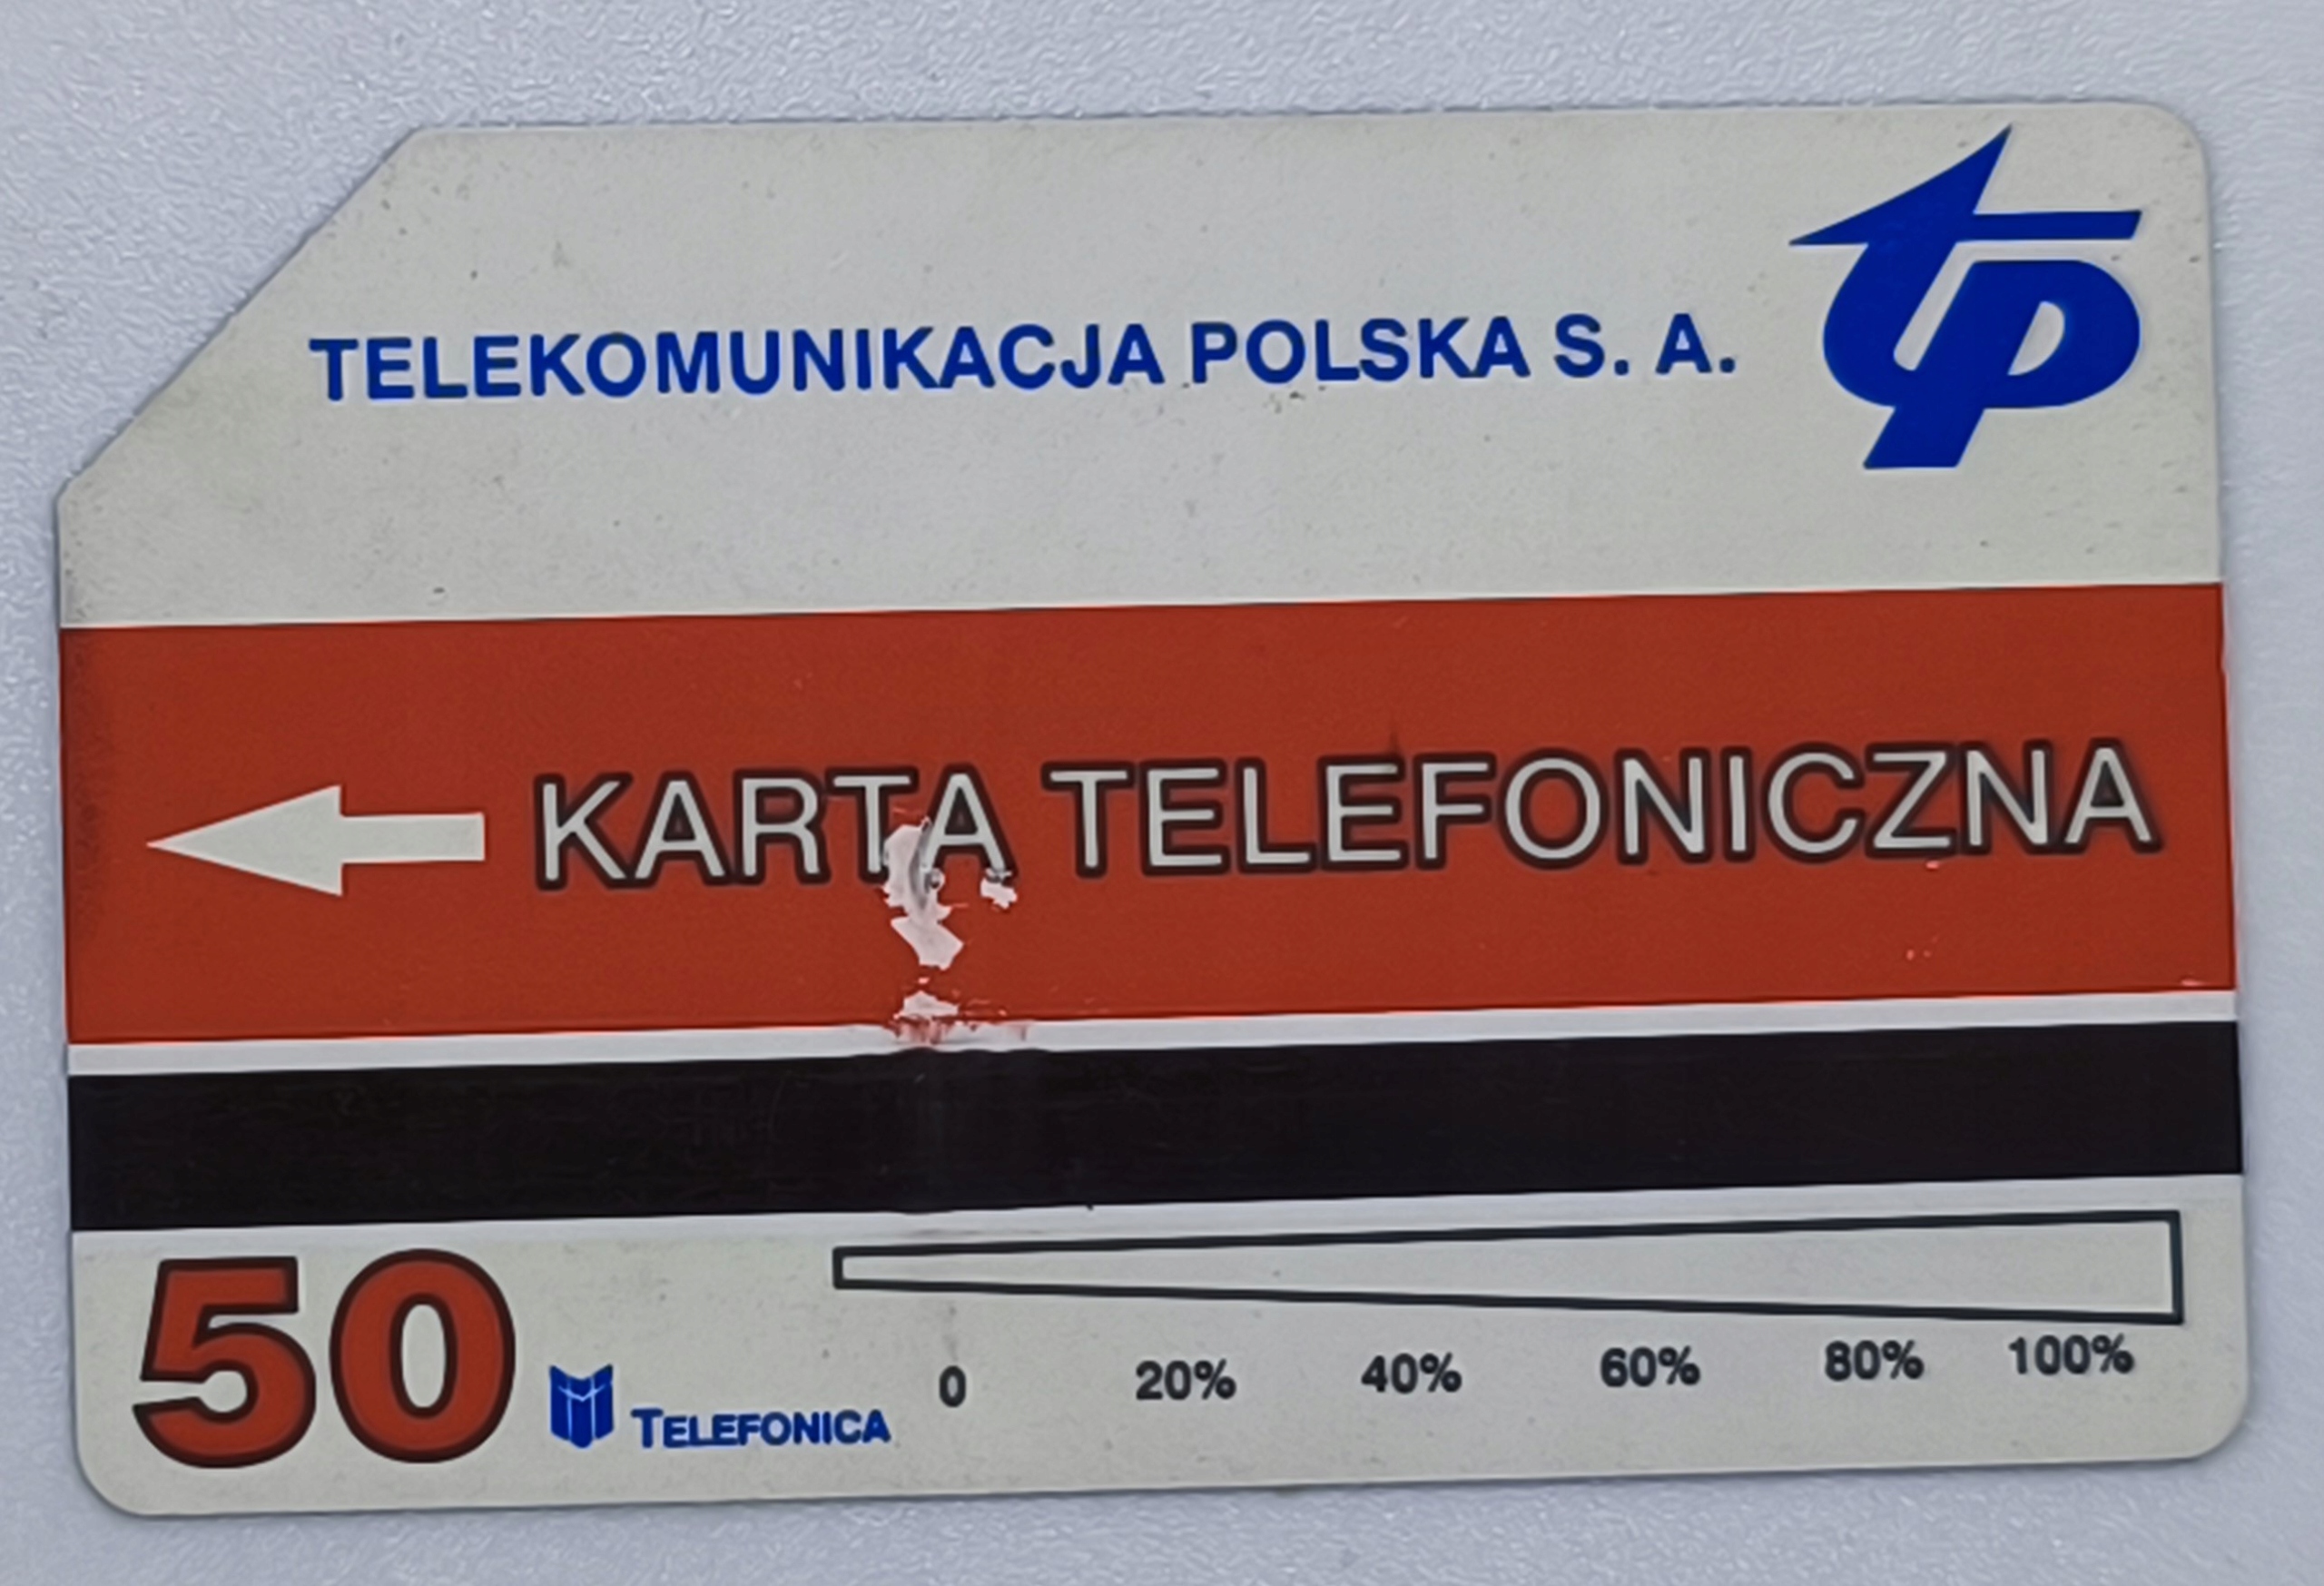 TELEKOMUNIKACJA POLSKA S. A.
tp
KARTA TELEFONICZNA
50
TELEFONICA
0 20% 40% 60% 80% 100%